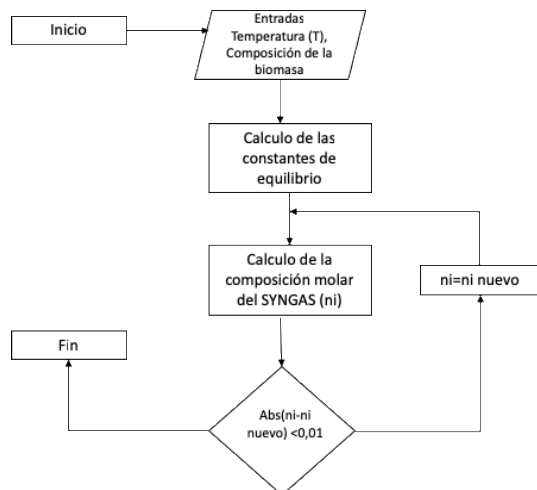 Inicio
Entradas
Temperatura (T),
Composición de la
biomasa
Calculo de las
constantes de
equilibrio
Calculo de la
composición molar
del SYNGAS (ni)
ni=ni nuevo
Fin
Abs(ni-ni
nuevo) <0,01